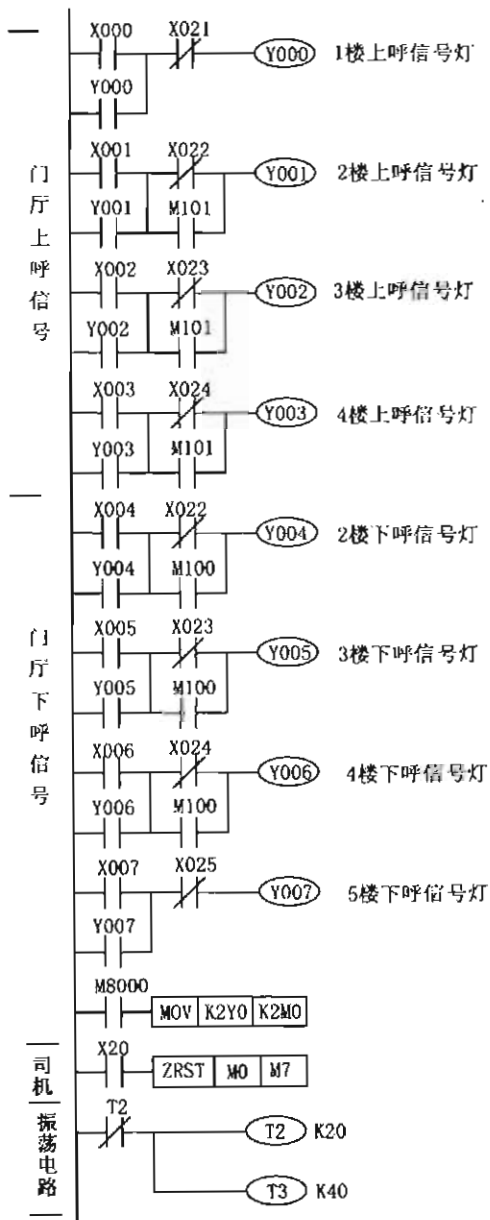 X000 X021
Y000 1楼上呼信号灯
Y000
X001 X022
Y001 2楼上呼信号灯
Y001 M101
X002 X023
Y002 3楼上呼信号灯
Y002 M101
X003 X024
Y003 4楼上呼信号灯
Y003 M101
门厅上呼信号
X004 X022
Y004 2楼下呼信号灯
Y004 M100
X005 X023
Y005 3楼下呼信号灯
Y005 M100
X006 X024
Y006 4楼下呼信号灯
Y006 M100
X007 X025
Y007 5楼下呼信号灯
Y007
门厅下呼信号
M8000
MOV K2Y0 K2M0
X20
ZRST M0 M7
司机
T2
T2 K20
T3 K40
振荡电路